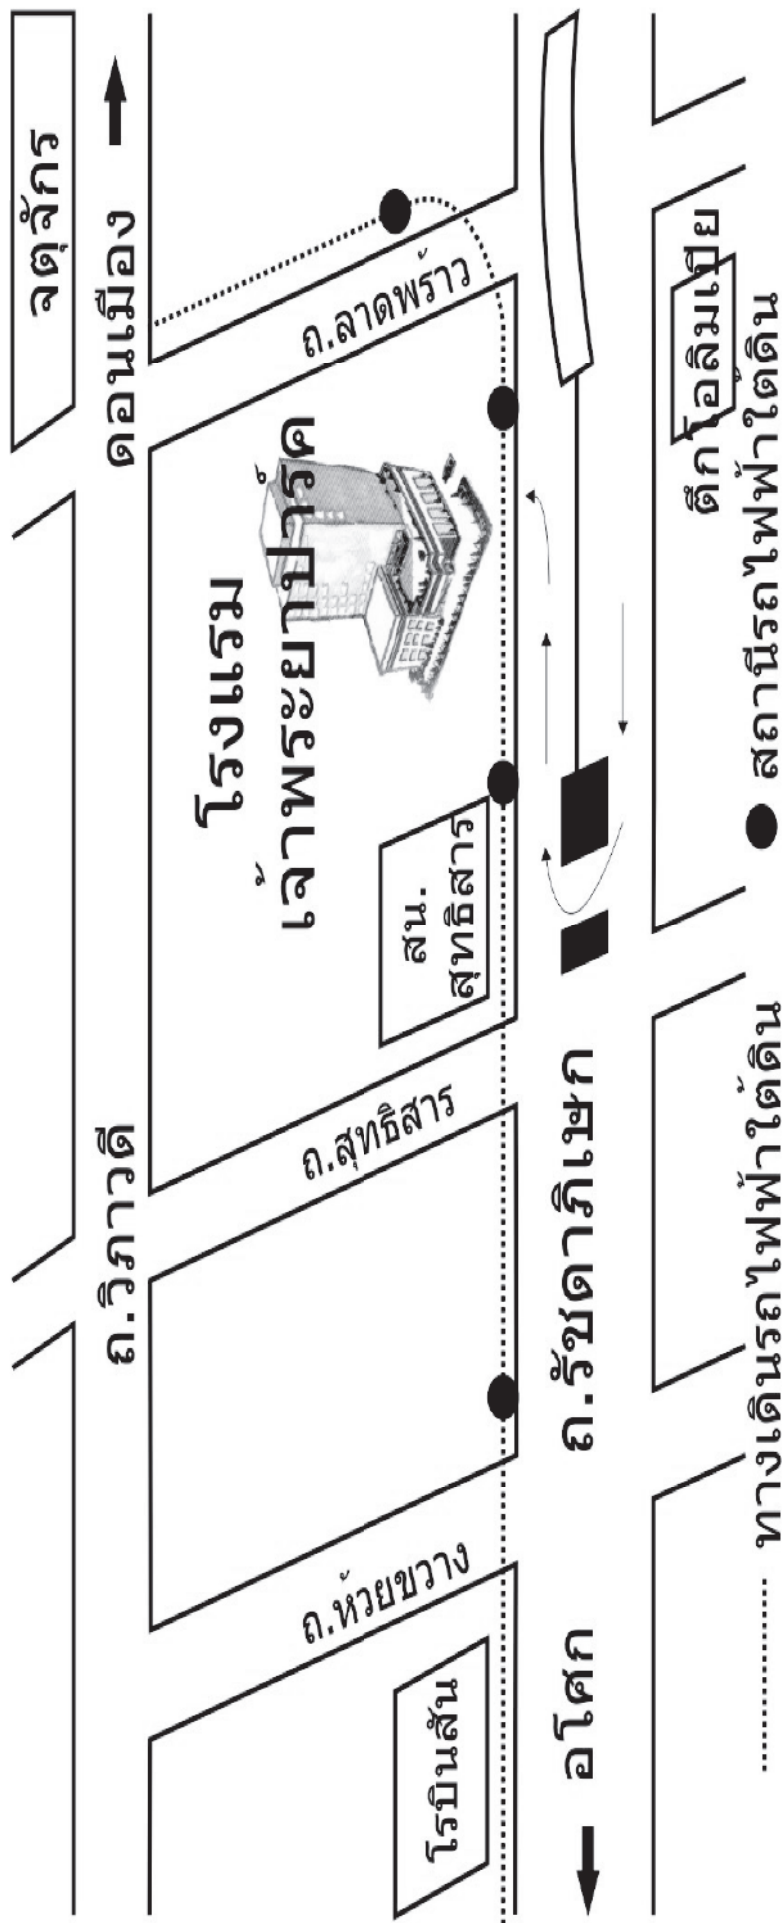 จตุจักร
ดอนเมือง
ถ.วิภาวดี
ถ.ลาดพร้าว
โรงแรม
เจ้าพระยาปาร์ค
สน.
สุทธิสาร
ถ.สุทธิสาร
ถ.ห้วยขวาง
โรบินสัน
ถ.รัชดาภิเษก
อโศก
ตึกโอลิมเปีย
สถานีรถไฟฟ้าใต้ดิน
ทางเดินรถไฟฟ้าใต้ดิน